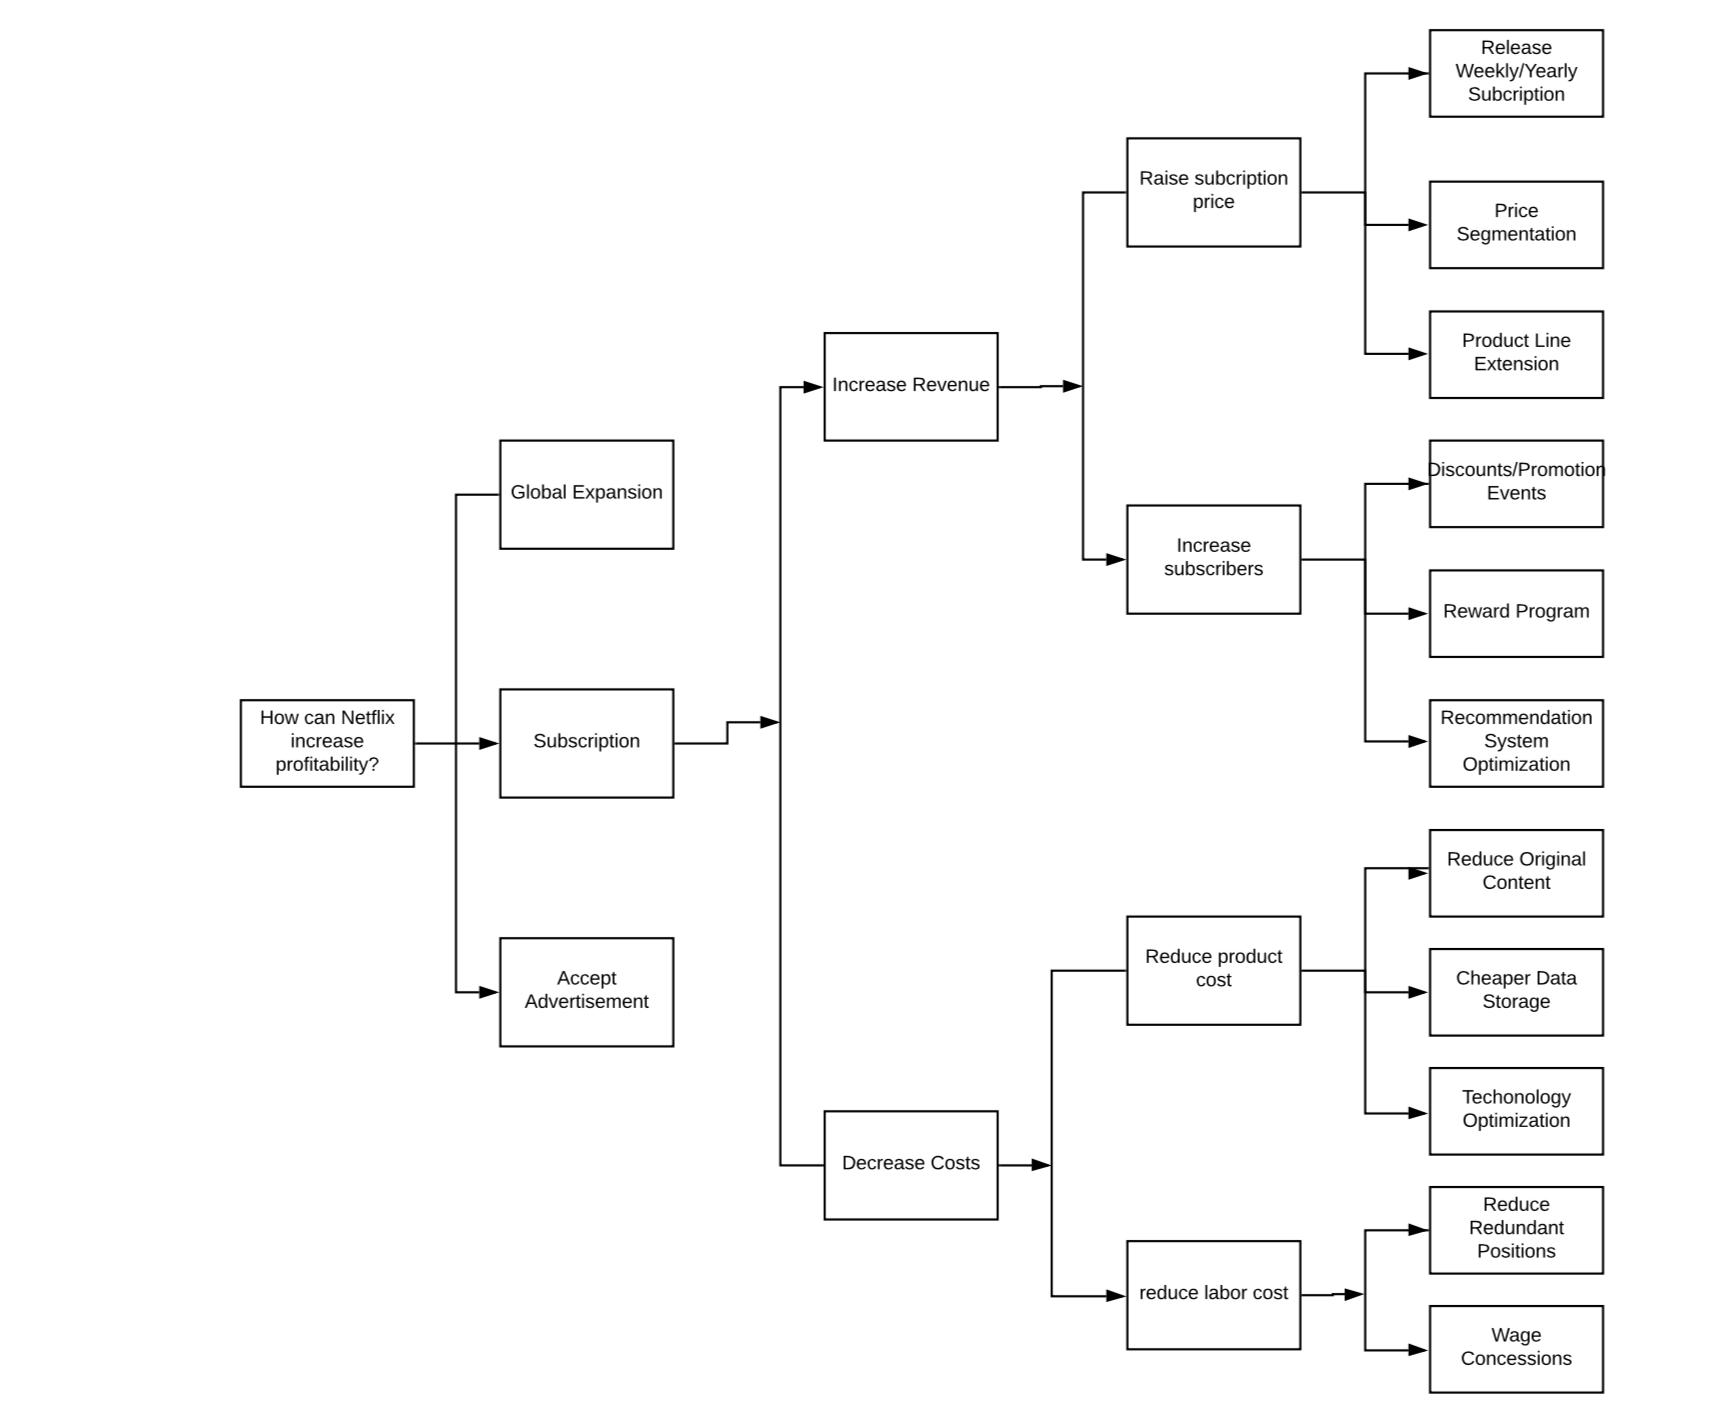 Release
Weekly/Yearly
Subcription
Raise subcription
price
Price
Segmentation
Product Line
Extension
Increase Revenue
Global Expansion
Discounts/Promotion
Events
Increase
subscribers
Reward Program
How can Netflix
increase
profitability?
Subscription
Recommendation
System
Optimization
Reduce Original
Content
Accept
Advertisement
Reduce product
cost
Cheaper Data
Storage
Techonology
Optimization
Decrease Costs
Reduce
Redundant
Positions
reduce labor cost
Wage
Concessions